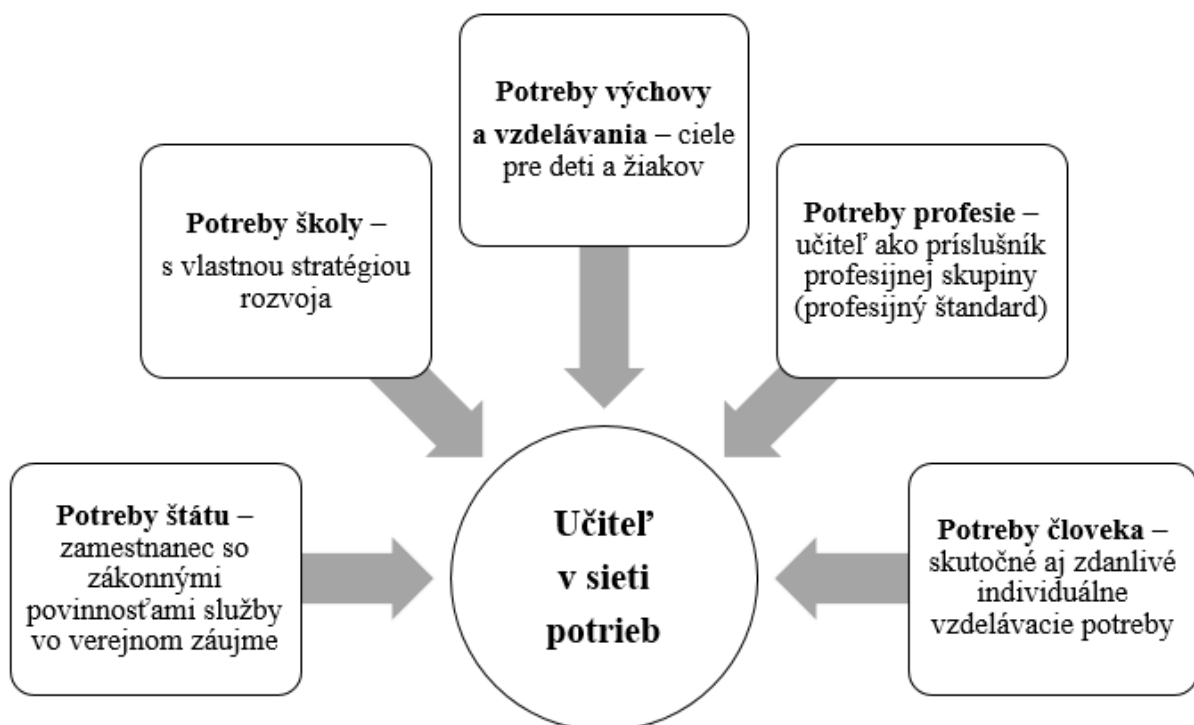 Potreby výchovy
a vzdelávania – ciele
pre deti a žiakov
Potreby školy –
s vlastnou stratégiou
rozvoja
Potreby profesie –
učiteľ ako príslušník
profesijnej skupiny
(profesijný štandard)
Potreby štátu –
zamestnanec so
zákonnými
povinnosťami služby
vo verejnom záujme
Učiteľ
v sieti
potrieb
Potreby človeka –
skutočné aj zdanlivé
individuálne
vzdelávacie potreby